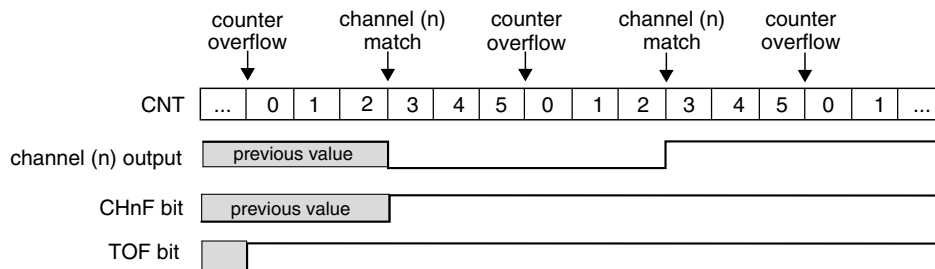 counter overflow
channel (n) match
counter overflow
channel (n) match
counter overflow
CNT ... 0 1 2 3 4 5 0 1 2 3 4 5 0 1 ...
channel (n) output previous value
CHnF bit previous value
TOF bit